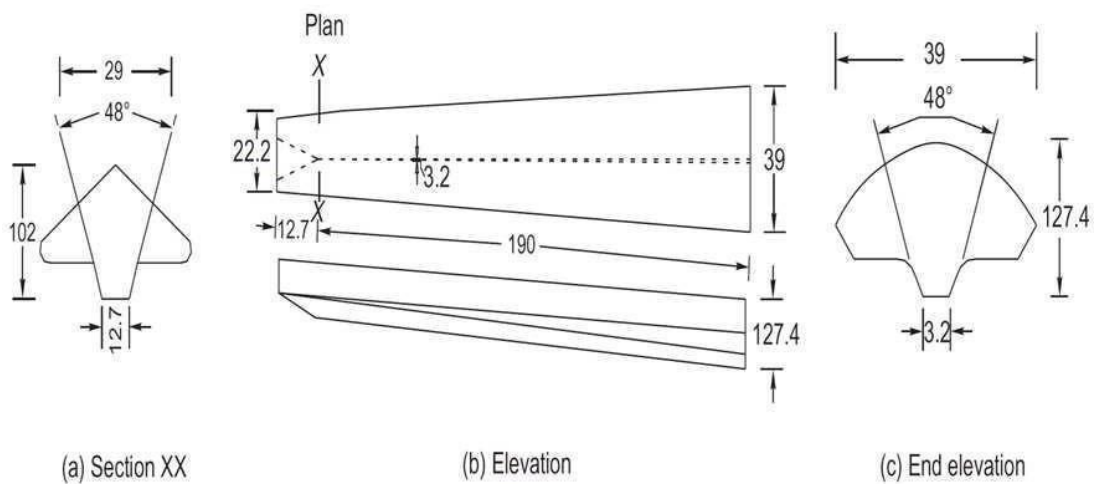 Plan
X
29
48°
102
12.7
(a) Section XX
22.2
3.2
39
X
12.7
190
127.4
(b) Elevation
39
48°
127.4
3.2
(c) End elevation